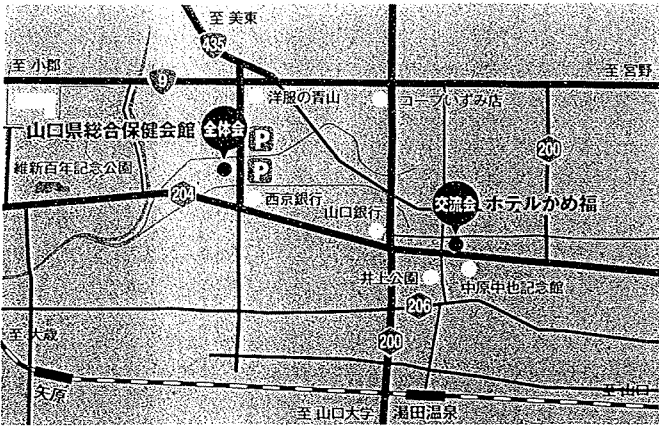 至 美東
435
至 小郡
9
至 宮野
洋服の青山
コープいずみ店
山口県総合保健会館
全体会
P
P
200
維新百年記念公園
204
西京銀行
山口銀行
交流会
ホテルかめ福
井上公園
中原中也記念館
206
至 大歳
200
矢原
至 山口
至 山口大学
湯田温泉